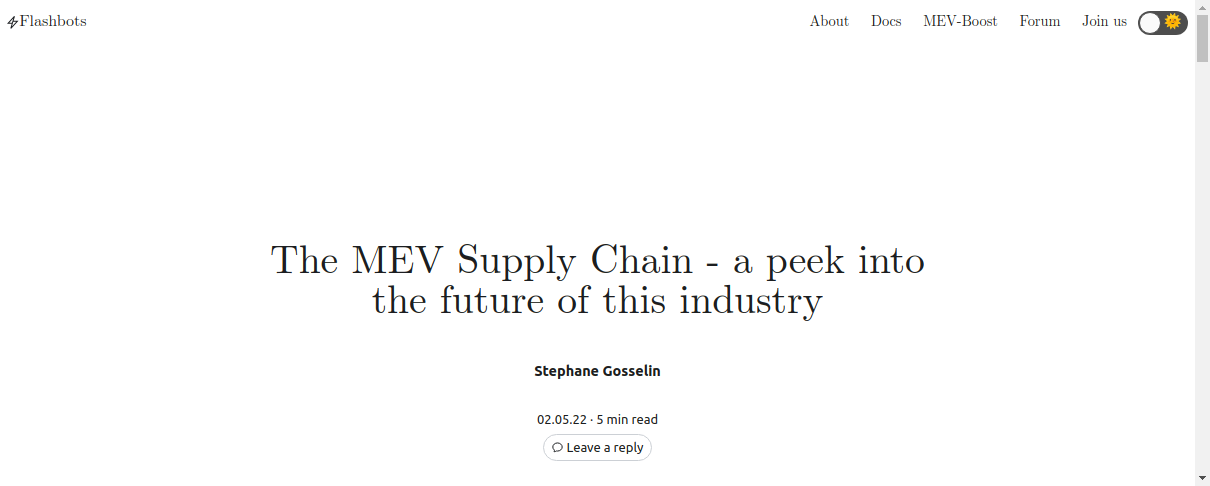 Flashbots
About Docs MEV-Boost Forum Join us
The MEV Supply Chain - a peek into
the future of this industry
Stephane Gosselin
02.05.22 · 5 min read
Leave a reply